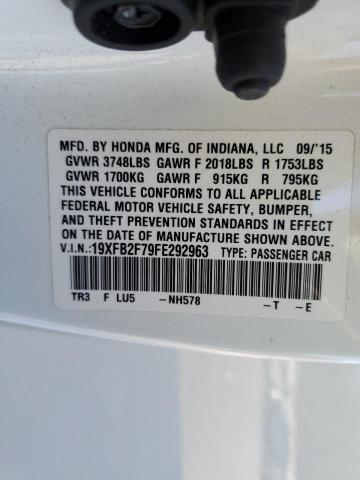 MFD. BY HONDA MFG. OF INDIANA, LLC 09/'15
GVWR 3748LBS GAWR F 2018LBS R 1753LBS
GVWR 1700KG GAWR F 915KG R 795KG
THIS VEHICLE CONFORMS TO ALL APPLICABLE
FEDERAL MOTOR VEHICLE SAFETY, BUMPER,
AND THEFT PREVENTION STANDARDS IN EFFECT
ON THE DATE OF MANUFACTURE SHOWN ABOVE.
V.I.N.:19XFB2F79FE292963 TYPE: PASSENGER CAR
TR3 F LU5 -NH578 -T -E